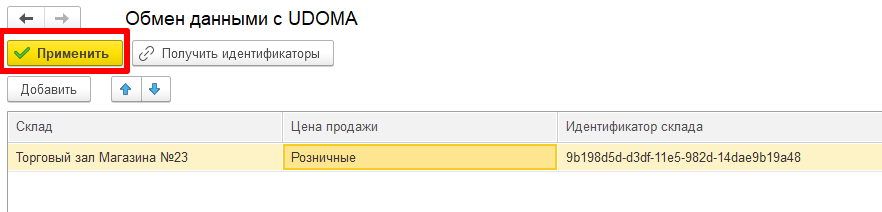 Обмен данными с UDOMA
Применить Получить идентификаторы
Добавить
Склад Цена продажи Идентификатор склада
Торговый зал Магазина №23 Розничные 9b198d5d-d3df-11e5-982d-14dae9b19a48